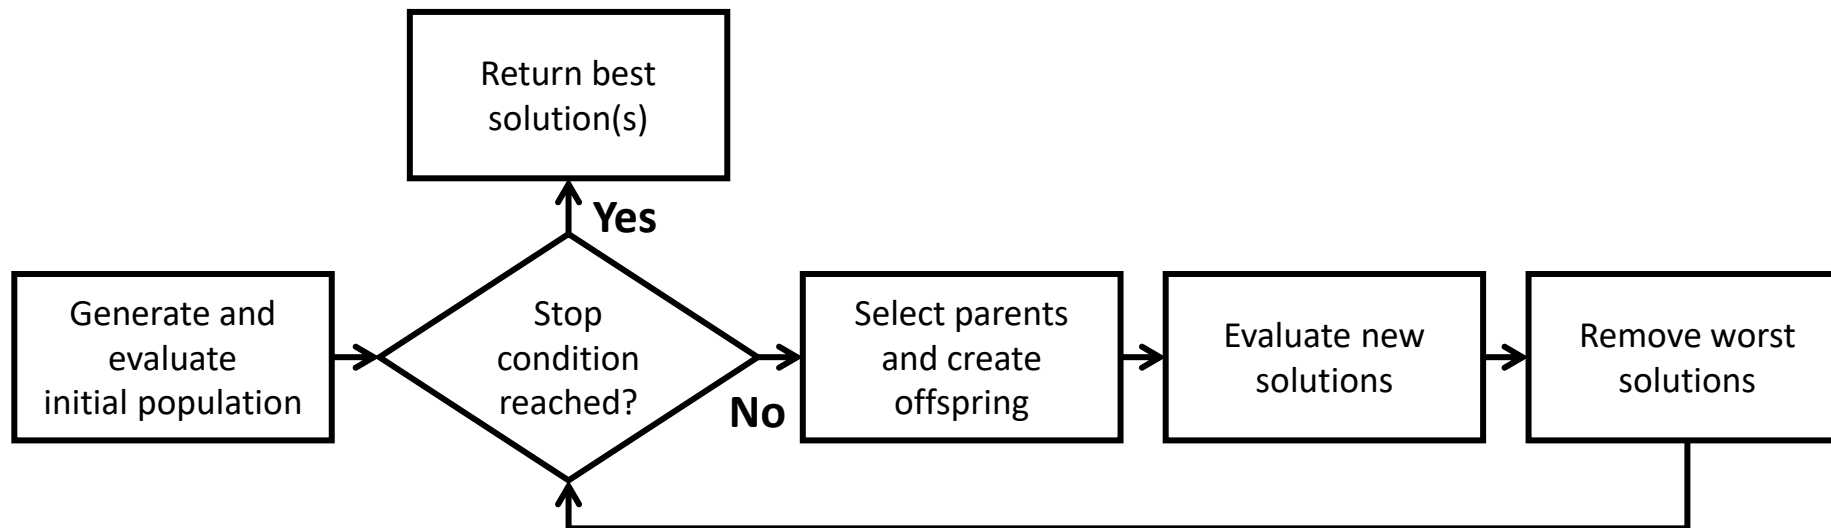 Return best
solution(s)
Yes
Generate and
evaluate
initial population
Stop
condition
reached?
No
Select parents
and create
offspring
Evaluate new
solutions
Remove worst
solutions